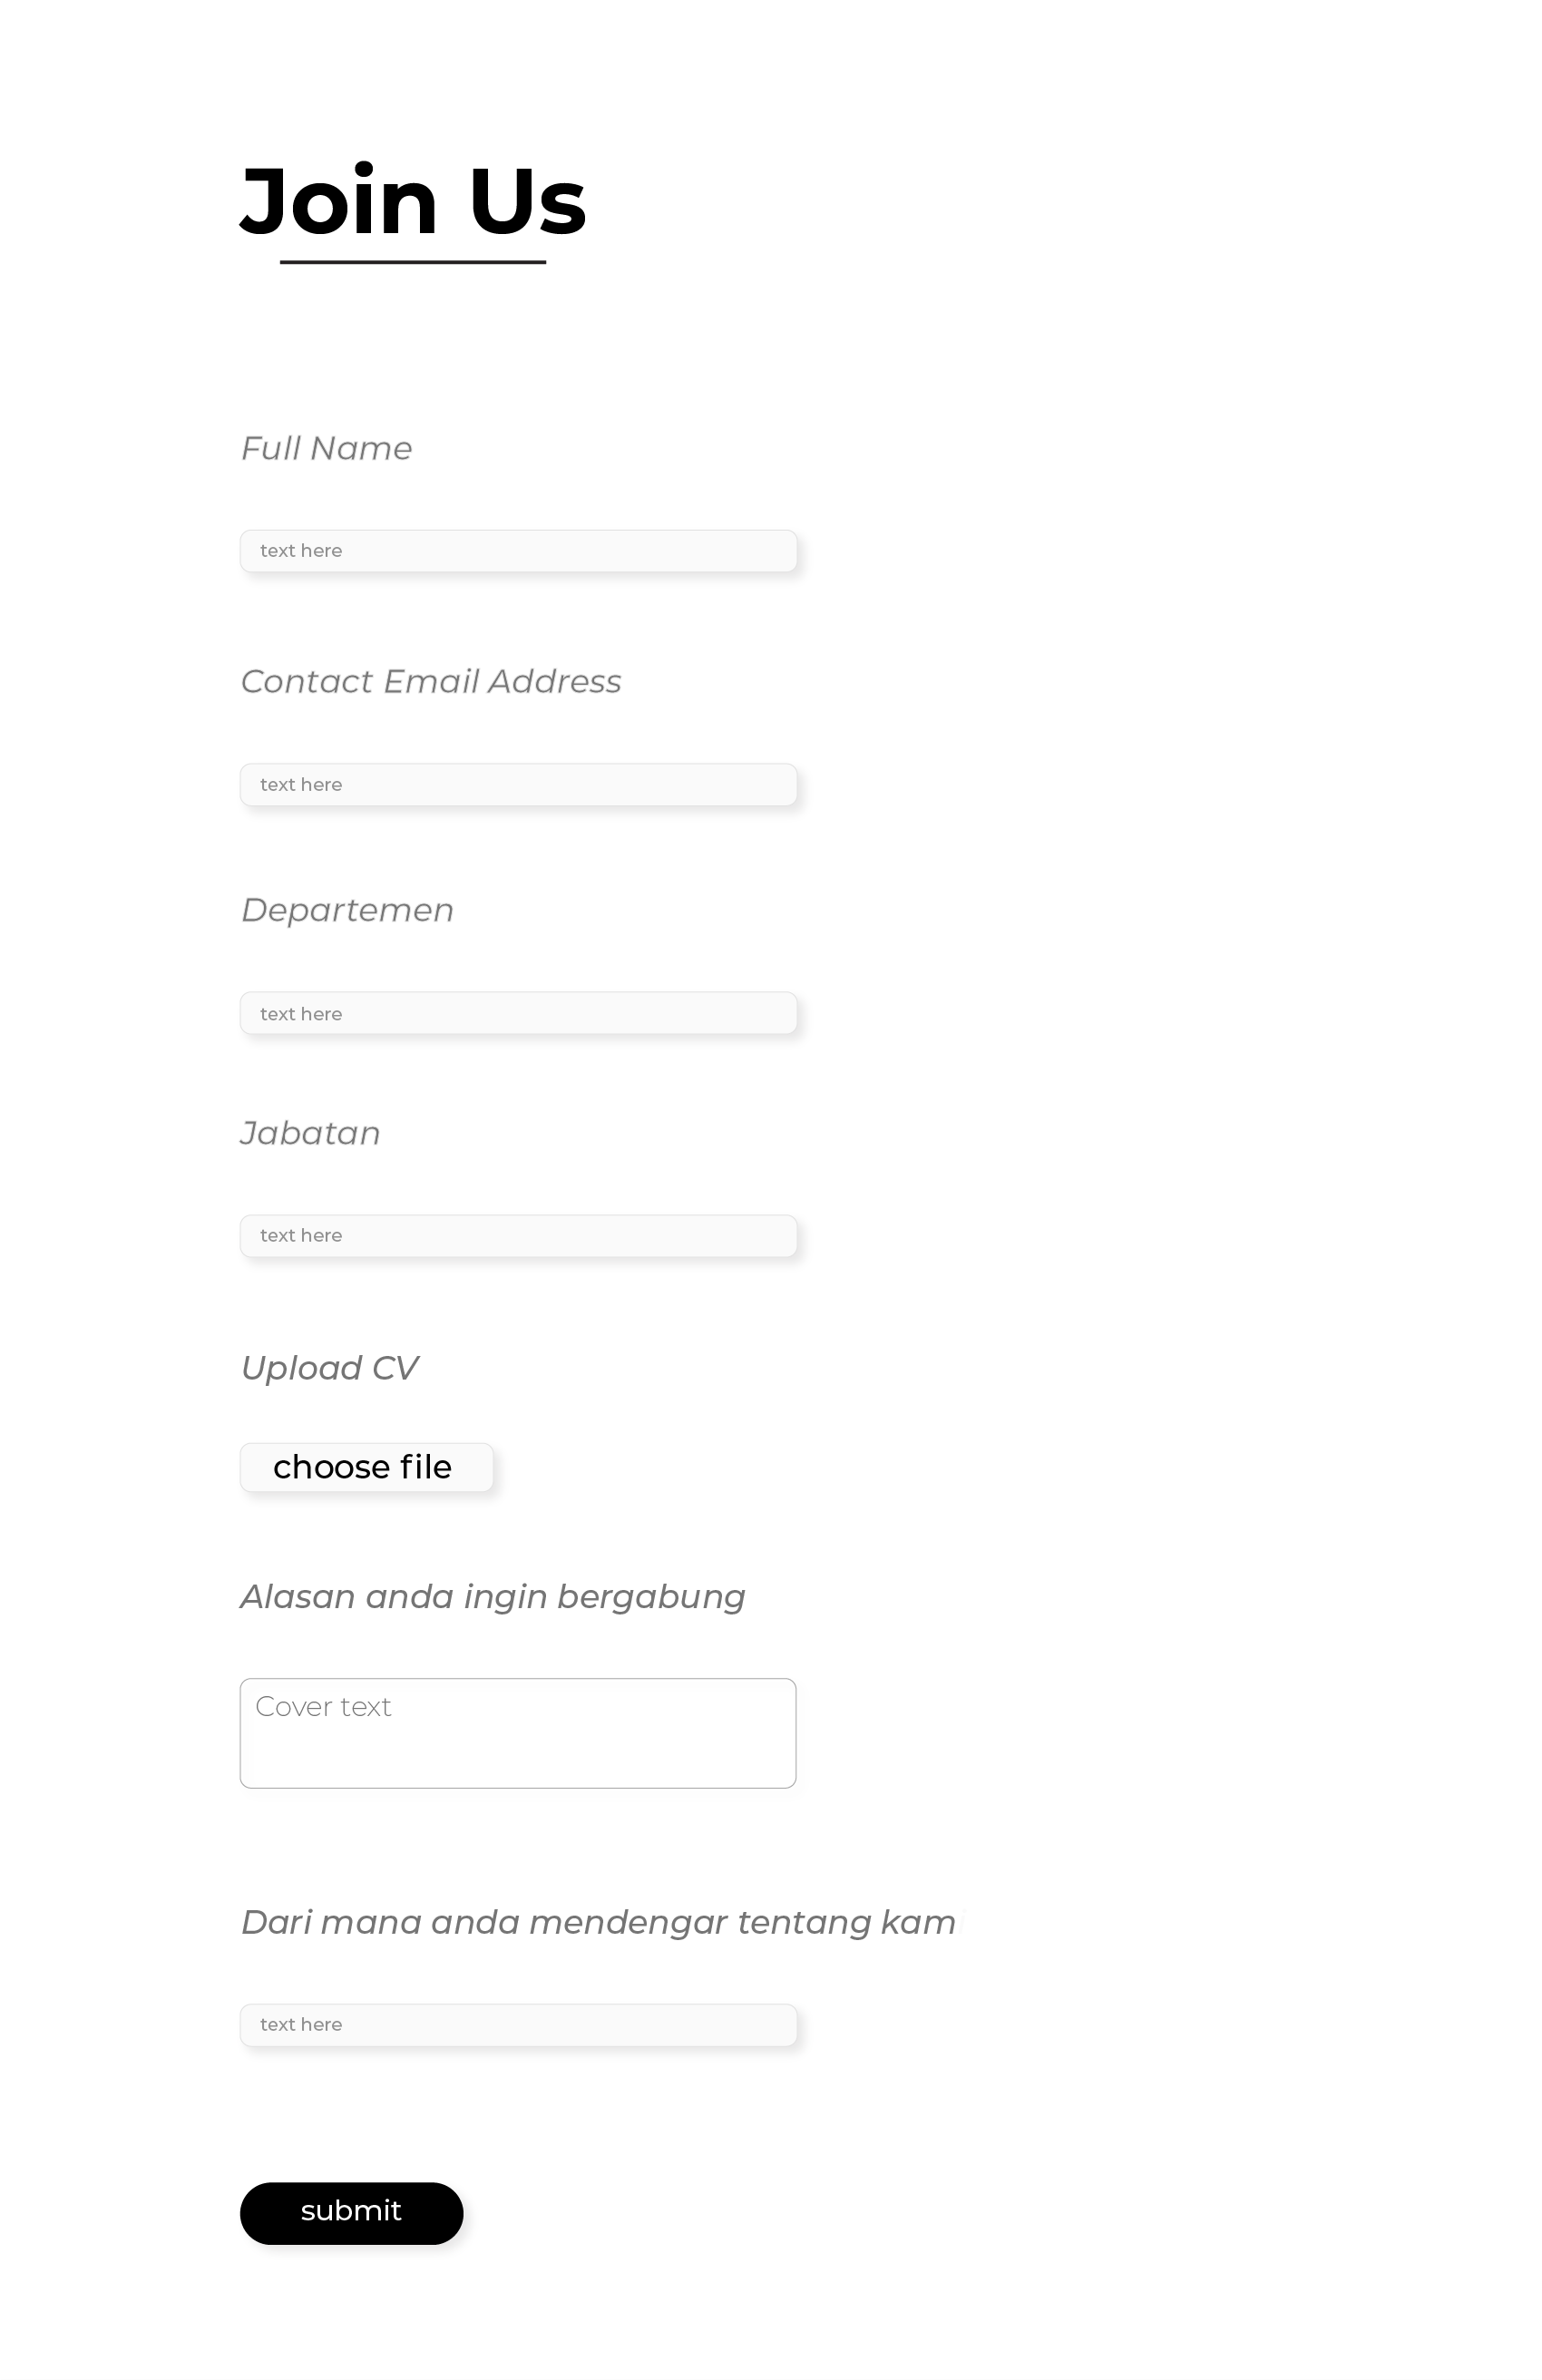 Join Us
Full Name
text here
Contact Email Address
text here
Departemen
text here
Jabatan
text here
Upload CV
choose file
Alasan anda ingin bergabung
Cover text
Dari mana anda mendengar tentang kam
text here
submit